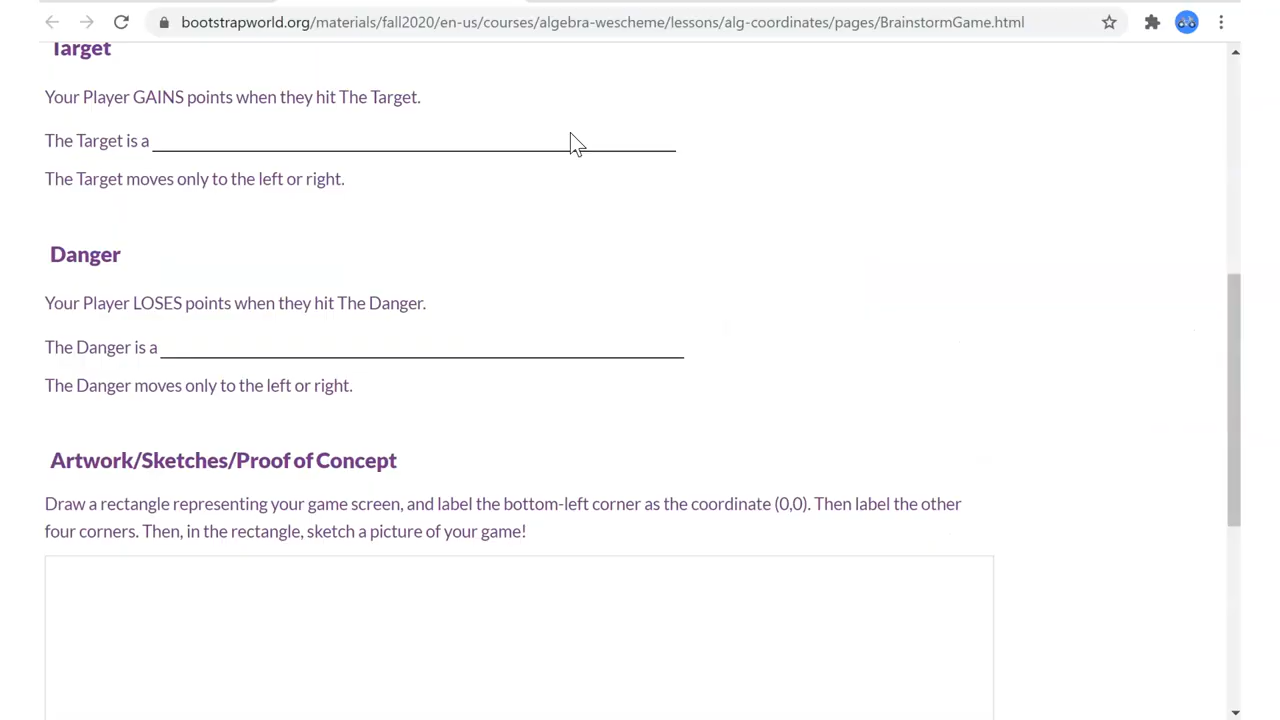 bootstrapworld.org/materials/fall2020/en-us/courses/algebra-wescheme/lessons/alg-coordinates/pages/BrainstormGame.html
Target
Your Player GAINS points when they hit The Target.
The Target is a
The Target moves only to the left or right.
Danger
Your Player LOSES points when they hit The Danger.
The Danger is a
The Danger moves only to the left or right.
Artwork/Sketches/Proof of Concept
Draw a rectangle representing your game screen, and label the bottom-left corner as the coordinate (0,0). Then label the other
four corners. Then, in the rectangle, sketch a picture of your game!